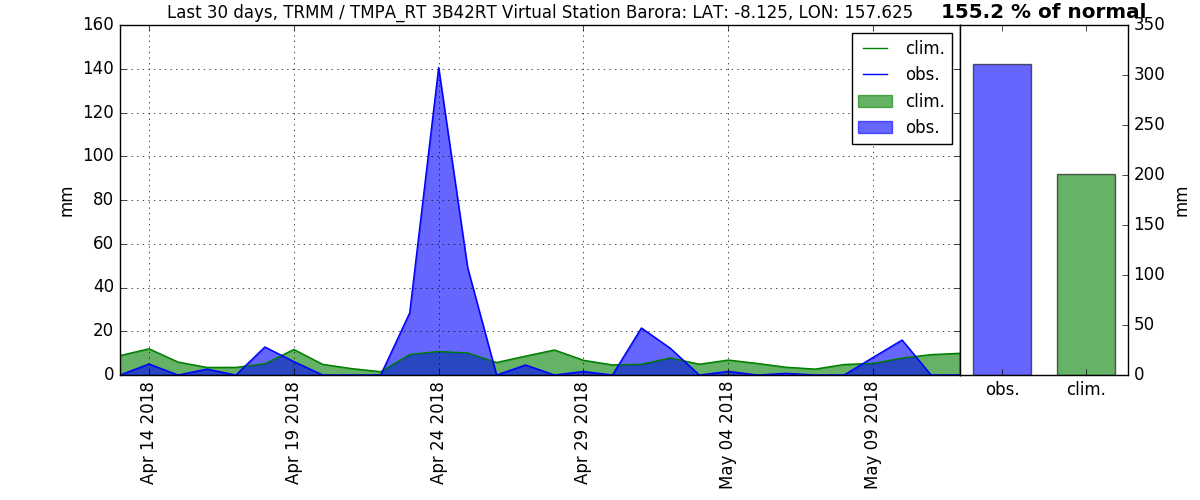 Last 30 days, TRMM / TMPA_RT 3B42RT Virtual Station Barora: LAT: -8.125, LON: 157.625
155.2 % of normal
160
140
120
100
80
60
40
20
0
mm
clim.
obs.
clim.
obs.
Apr 14 2018
Apr 19 2018
Apr 24 2018
Apr 29 2018
May 04 2018
May 09 2018
350
300
250
200
150
100
50
0
mm
obs.
clim.